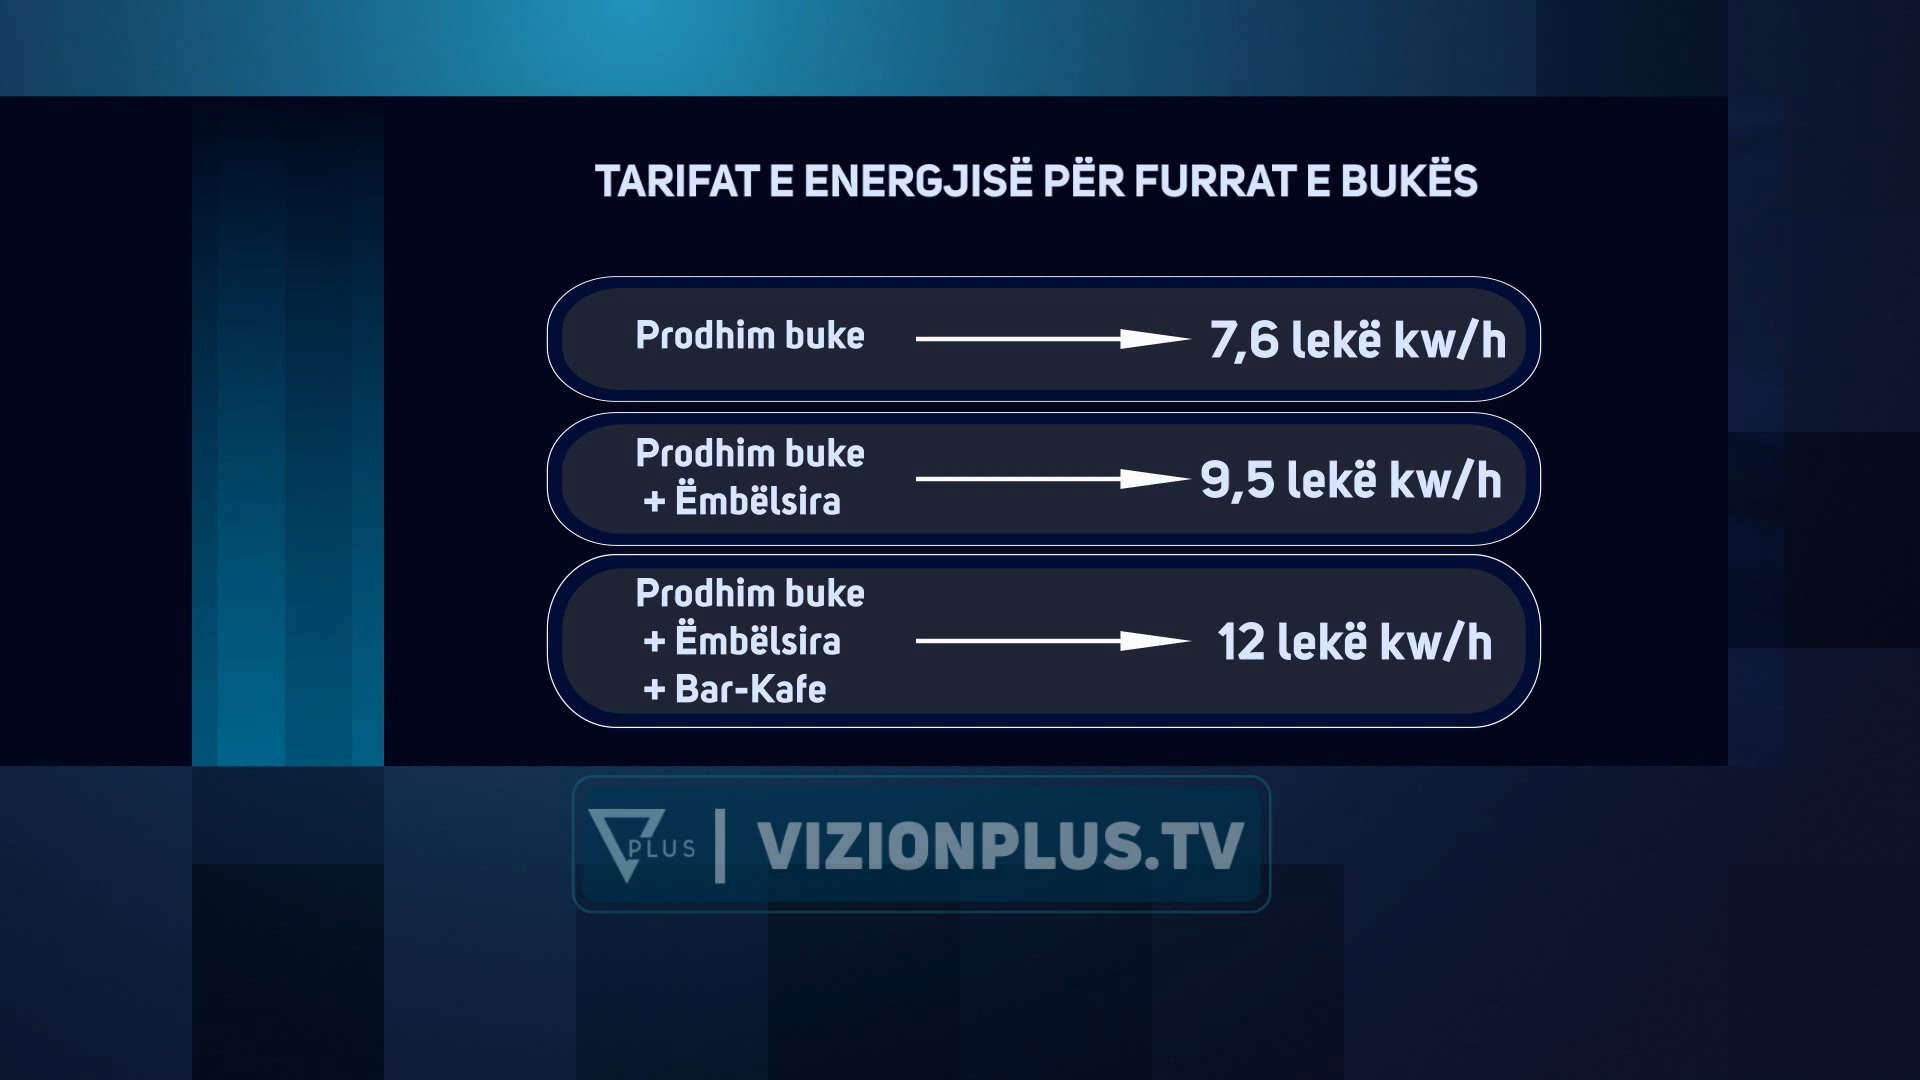 TARIFAT E ENERGJISË PËR FURRAT E BUKËS
Prodhim buke
7,6 lekë kw/h
Prodhim buke
+ Ëmbëlsira
9,5 lekë kw/h
Prodhim buke
+ Ëmbëlsira
+ Bar-Kafe
12 lekë kw/h
PLUS | VIZIONPLUS.TV